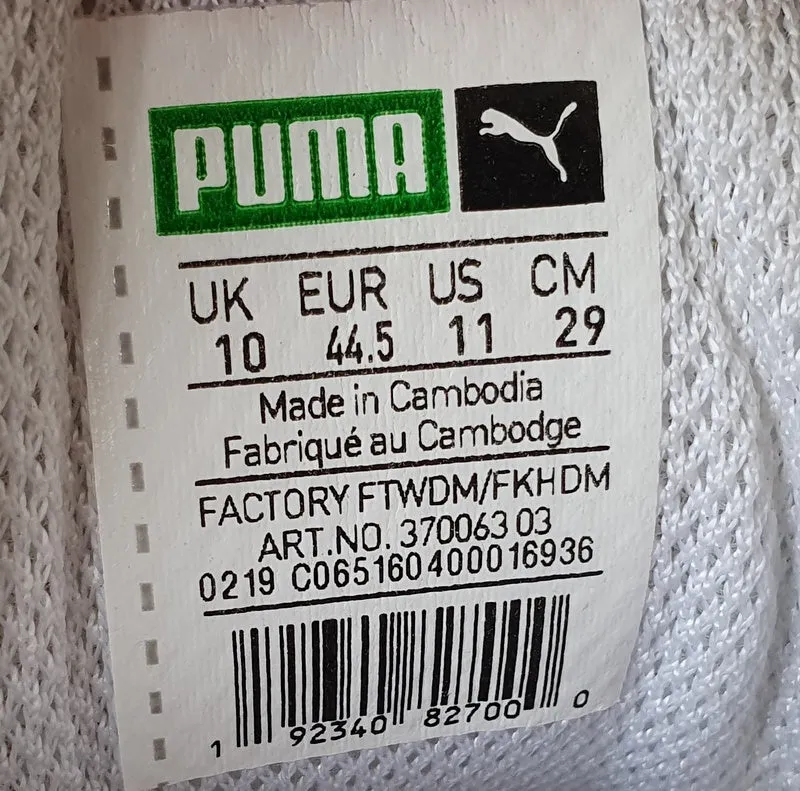 PUMA
UK EUR US CM
10 44.5 11 29
Made in Cambodia
Fabriqué au Cambodge
FACTORY FTWDM/FKHDM
ART.NO. 370063 03
0219 C065160400016936
1 92340 82700 0